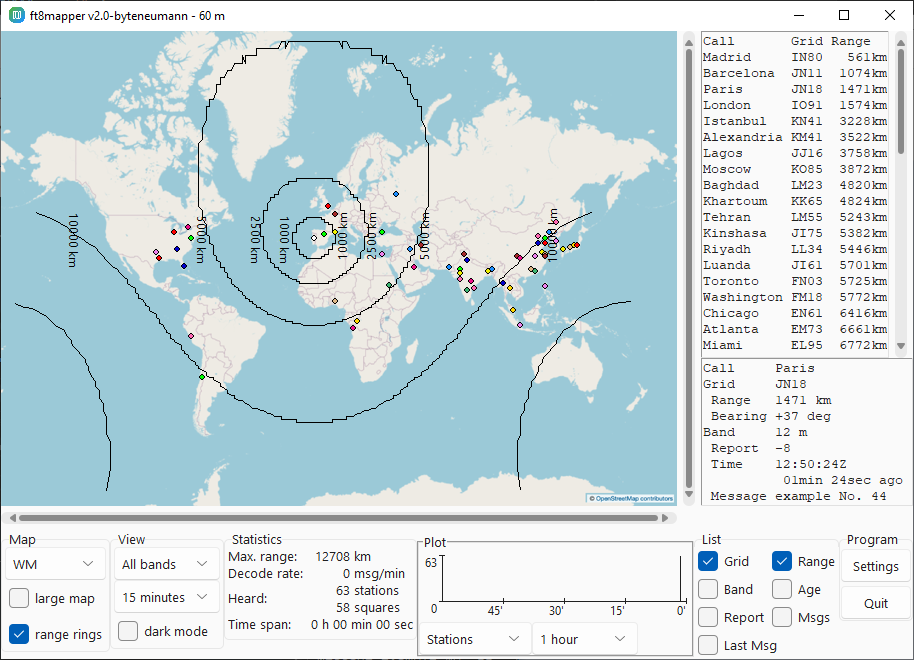 ft8mapper v2.0-byteneumann - 60 m
10000 km
5000 km
2500 km
1000 km
1000 km
2500 km
5000 km
© OpenStreetMap contributors
Call Grid Range
Madrid IN80 561km
Barcelona JN11 1074km
Paris JN18 1471km
London IO91 1574km
Istanbul KN41 3228km
Alexandria KM41 3522km
Lagos JJ16 3758km
Moscow KO85 3872km
Baghdad LM23 4820km
Khartoum KK65 4824km
Tehran LM55 5243km
Kinshasa JI75 5382km
Riyadh LL34 5446km
Luanda JI61 5701km
Toronto FN03 5725km
Washington FM18 5772km
Chicago EN61 6416km
Atlanta EM73 6661km
Miami EL95 6772km
Call Paris
Grid JN18
Range 1471 km
Bearing +37 deg
Band 12 m
Report -8
Time 12:50:24Z
01min 24sec ago
Message example No. 44
Map
WM
large map
range rings
View
All bands
15 minutes
dark mode
Statistics
Max. range: 12708 km
Decode rate: 0 msg/min
Heard: 63 stations
58 squares
Time span: 0 h 00 min 00 sec
Plot
63
0
45' 30' 15' 0'
Stations 1 hour
List
Grid Range
Band Age
Report Msgs
Last Msg
Program
Settings
Quit